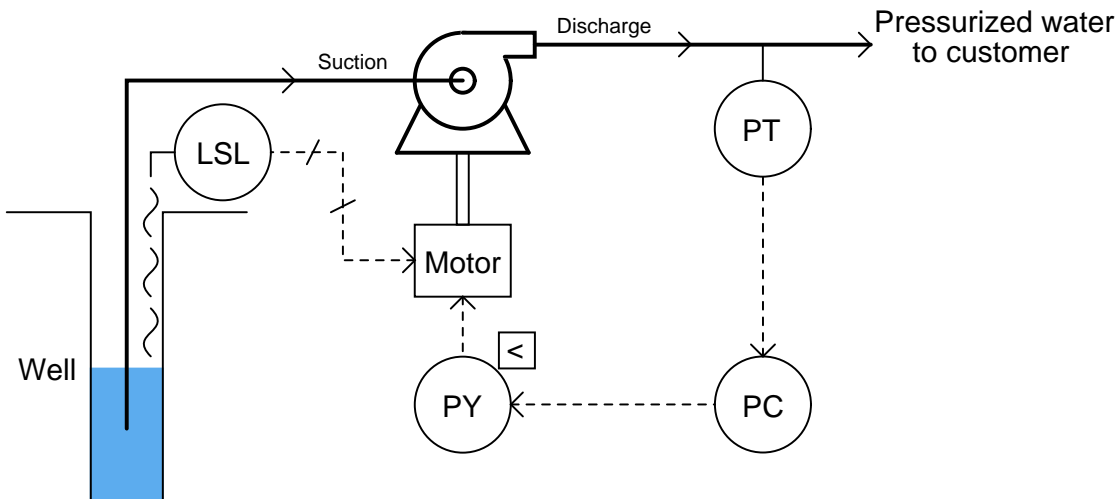 Pressurized water
to customer
Discharge
Suction
LSL
PT
Motor
<
Well
PY
PC